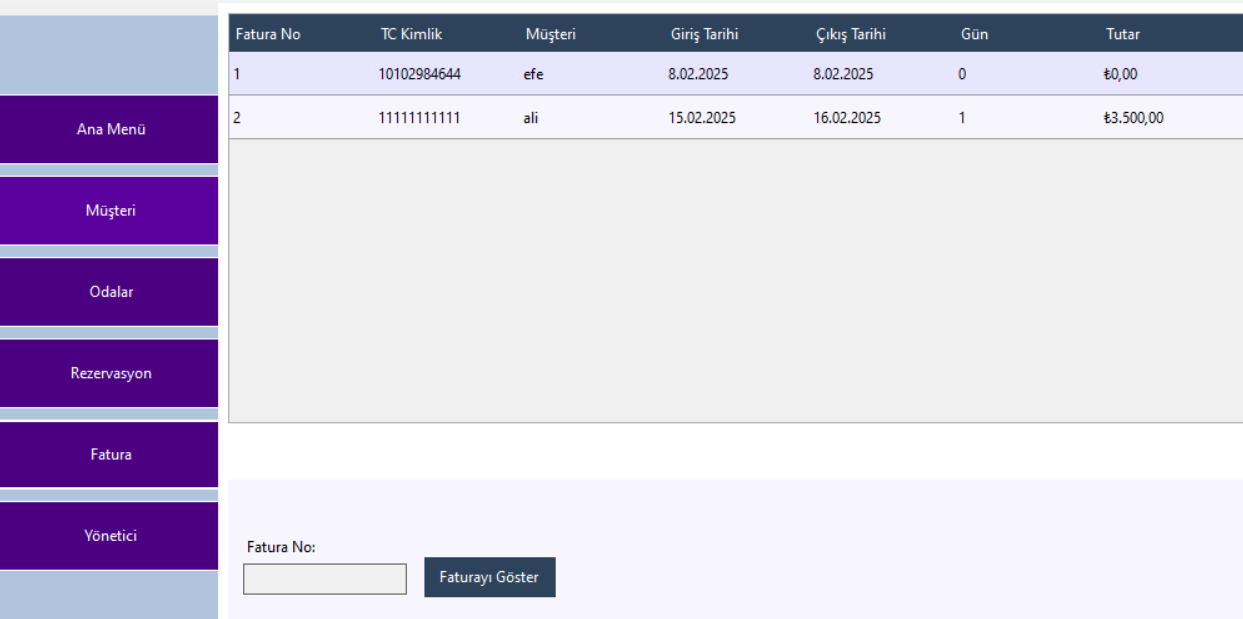 Fatura No TC Kimlik Müşteri Giriş Tarihi Çıkış Tarihi Gün Tutar
1 10102984644 efe 8.02.2025 8.02.2025 0 ₺0,00
2 11111111111 ali 15.02.2025 16.02.2025 1 ₺3.500,00
Ana Menü
Müşteri
Odalar
Rezervasyon
Fatura
Yönetici
Fatura No:
Faturayı Göster